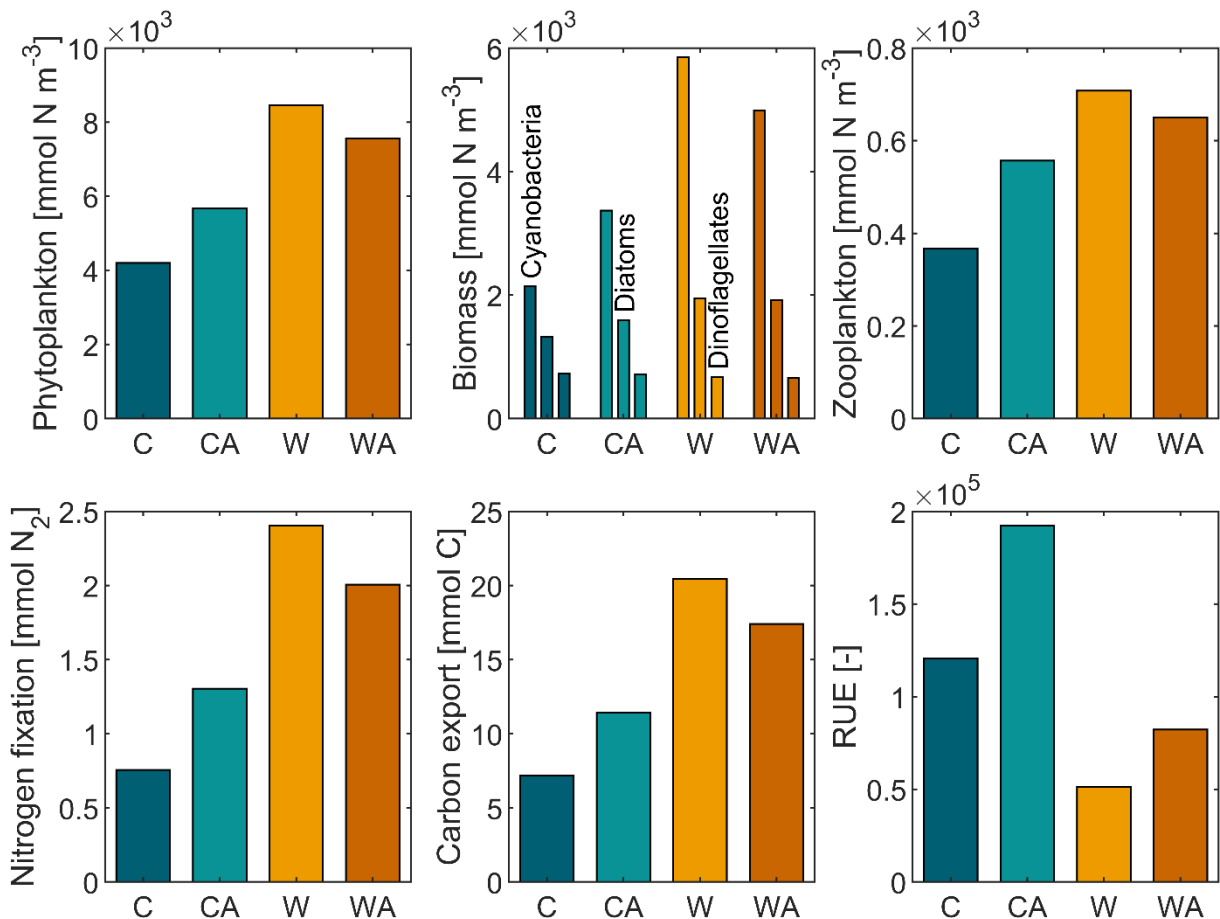 ×10³
Phytoplankton [mmol N m⁻³]
10
8
6
4
2
0
C CA W WA
×10³
Biomass [mmol N m⁻³]
6
4
2
0
Cyanobacteria
Diatoms
Dinoflagellates
C CA W WA
×10³
Zooplankton [mmol N m⁻³]
0.8
0.6
0.4
0.2
0
C CA W WA
Nitrogen fixation [mmol N₂]
2.5
2
1.5
1
0.5
0
C CA W WA
Carbon export [mmol C]
25
20
15
10
5
0
C CA W WA
×10⁵
RUE [-]
2
1.5
1
0.5
0
C CA W WA